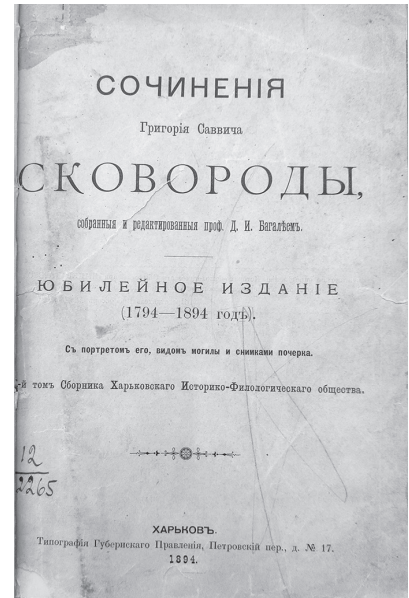 СОЧИНЕНІЯ
Григорія Саввича
СКОВОРОДЫ,
собранныя и редактированныя проф. Д. И. Багалѣемъ.
ЮБИЛЕЙНОЕ ИЗДАНІЕ
(1794—1894 годъ).
Съ портретомъ его, видомъ могилы и снимками почерка.
-й томъ Сборника Харьковскаго Историко-Филологическаго общества.
12
2265
ХАРЬКОВЪ.
Типографія Губернскаго Правленія, Петровскій пер., д. № 17.
1894.